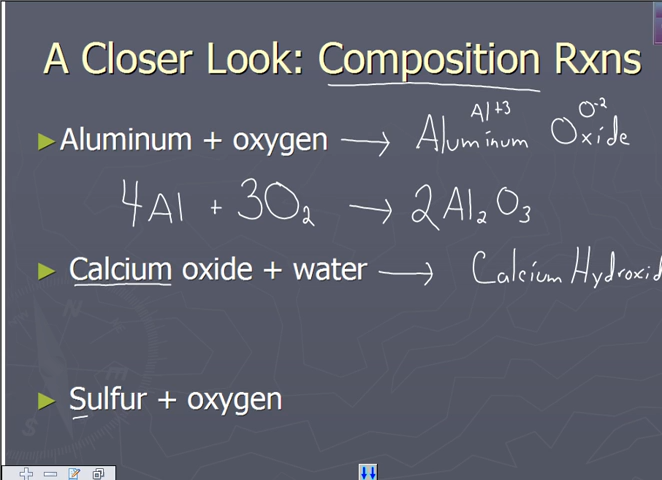 A Closer Look: Composition Rxns
Al+3 O-2
►Aluminum + oxygen → Aluminum Oxide
4Al + 3O₂ → 2Al₂O₃
►Calcium oxide + water → Calcium Hydroxid
►Sulfur + oxygen